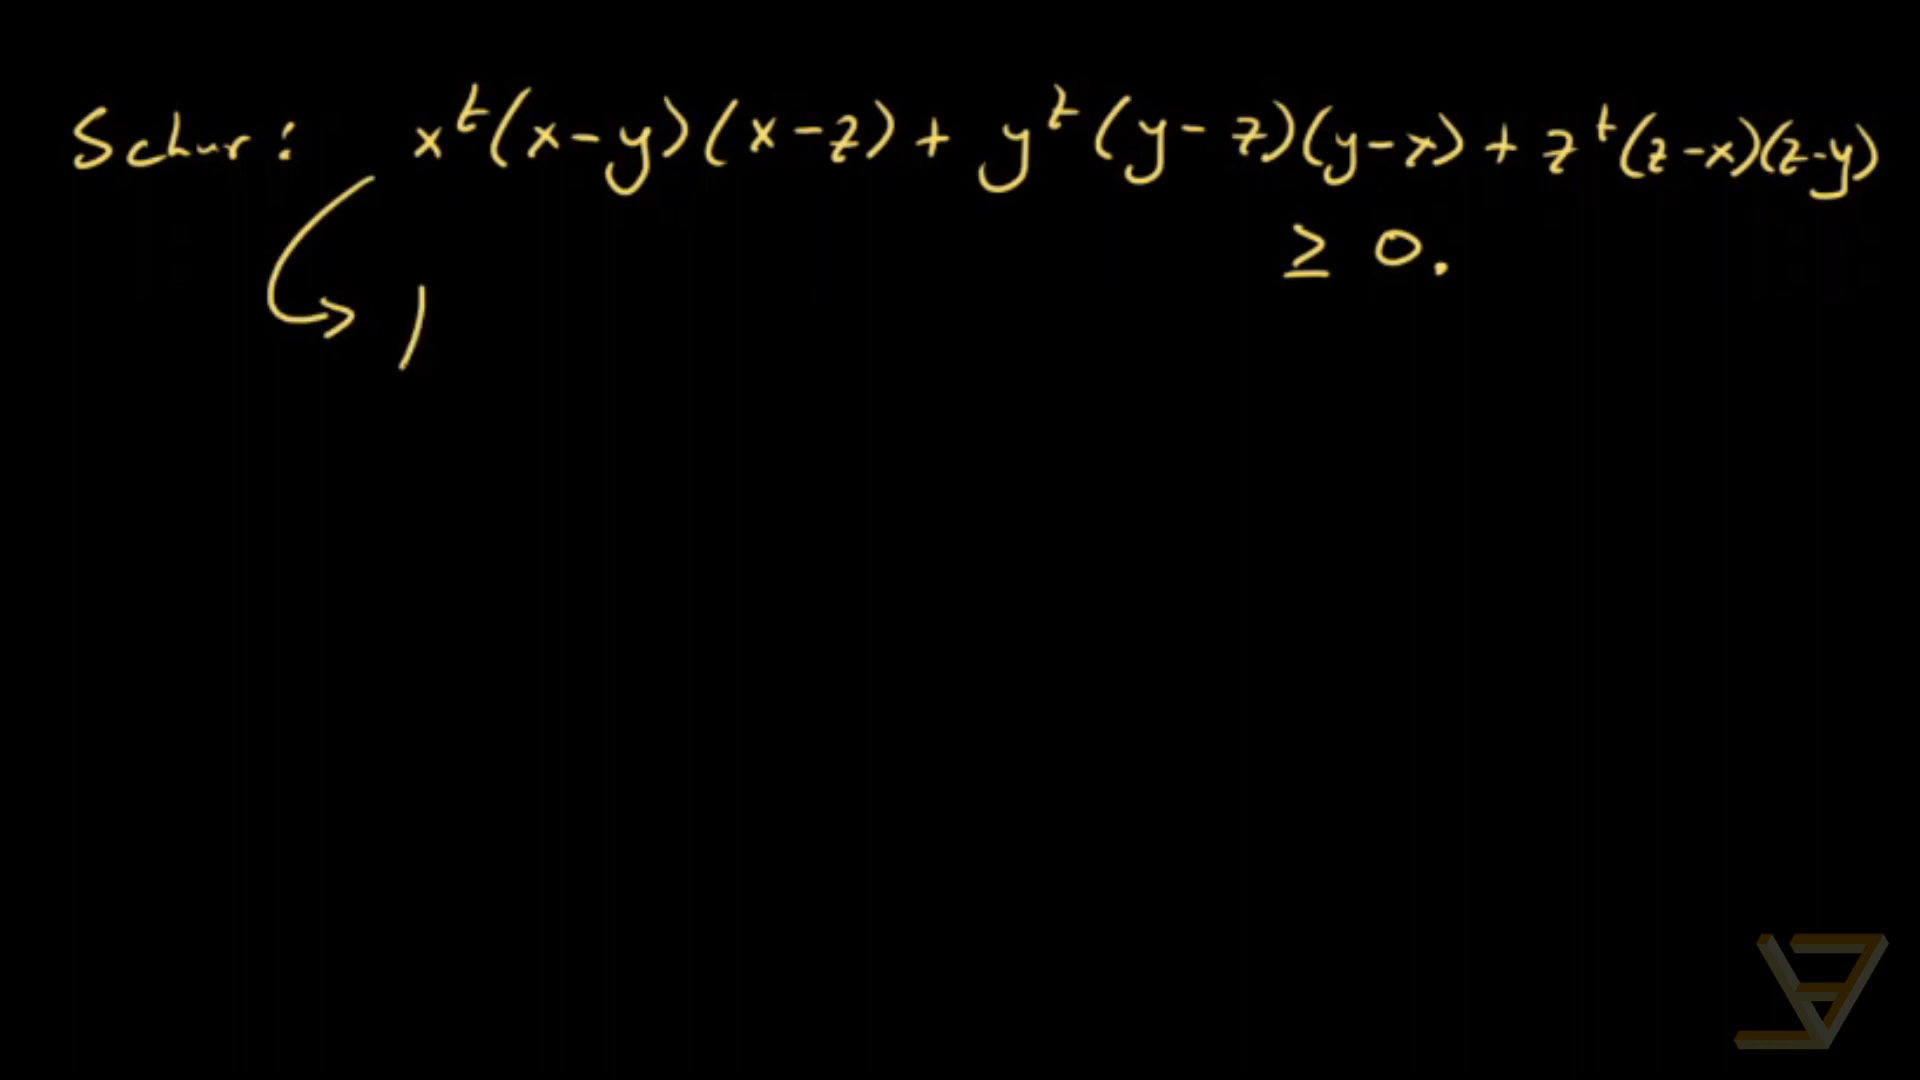 Schur: x^t(x-y)(x-z) + y^t(y-z)(y-x) + z^t(z-x)(z-y)
≥ 0.